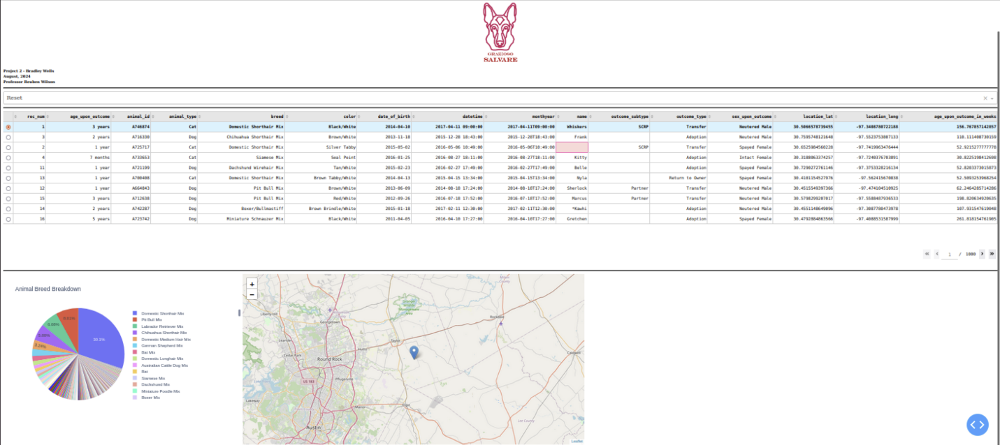 GRAZIOSO
SALVARE
Project 2 - Bradley Wells
August, 2024
Professor Reuben Wilson
Reset
rec_num age_upon_outcome animal_id animal_type breed color date_of_birth datetime monthyear name outcome_subtype outcome_type sex_upon_outcome location_lat location_long age_upon_outcome_in_weeks
1 3 years A746874 Cat Domestic Shorthair Mix Black/White 2014-04-10 2017-04-11 09:00:00 2017-04-11T09:00:00 Whiskers SCRP Transfer Neutered Male 30.5066578739455 -97.3408780722188 156.767857142857
3 2 years A716330 Dog Chihuahua Shorthair Mix Brown/White 2013-11-18 2015-12-28 18:43:00 2015-12-28T18:43:00 Frank Adoption Neutered Male 30.7595748121648 -97.5523753807133 110.111408730159
2 1 year A725717 Cat Domestic Shorthair Mix Silver Tabby 2015-05-02 2016-05-06 10:49:00 2016-05-06T10:49:00 SCRP Transfer Spayed Female 30.6525984560228 -97.7419963476444 52.9215277777778
4 7 months A733653 Cat Siamese Mix Seal Point 2016-01-25 2016-08-27 18:11:00 2016-08-27T18:11:00 Kitty Adoption Intact Female 30.3188063374257 -97.7240376703891 30.8225198412698
11 1 year A721199 Dog Dachshund Wirehair Mix Tan/White 2015-02-23 2016-02-27 17:49:00 2016-02-27T17:49:00 Belle Adoption Spayed Female 30.7290272761146 -97.3753328216134 52.8203373015873
13 1 year A700408 Cat Domestic Shorthair Mix Brown Tabby/White 2014-04-13 2015-04-15 13:34:00 2015-04-15T13:34:00 Nyla Return to Owner Spayed Female 30.4101154527976 -97.562415670838 52.5093253968254
12 1 year A664843 Dog Pit Bull Mix Brown/White 2013-06-09 2014-08-18 17:24:00 2014-08-18T17:24:00 Sherlock Partner Transfer Neutered Male 30.4515549397366 -97.474104510925 62.2464285714286
15 3 years A712638 Dog Pit Bull Mix Red/White 2012-09-26 2016-07-18 17:52:00 2016-07-18T17:52:00 Marcus Partner Transfer Neutered Male 30.5798299287017 -97.5580487936533 198.820634920635
14 2 years A742287 Dog Boxer/Bullmastiff Brown Brindle/White 2015-01-18 2017-02-11 12:30:00 2017-02-11T12:30:00 *Kawhi Adoption Neutered Male 30.4551148649096 -97.3087780473978 107.931547619048
16 5 years A723742 Dog Miniature Schnauzer Mix Black/White 2011-04-05 2016-04-10 17:27:00 2016-04-10T17:27:00 Gretchen Adoption Spayed Female 30.4792884863566 -97.4088531587999 261.818154761905
1 / 1000
Animal Breed Breakdown
30.1%
8.01%
6.08%
3.24%
Domestic Shorthair Mix
Pit Bull Mix
Labrador Retriever Mix
Chihuahua Shorthair Mix
Domestic Medium Hair Mix
German Shepherd Mix
Bat Mix
Domestic Longhair Mix
Australian Cattle Dog Mix
Bat
Siamese Mix
Dachshund Mix
Miniature Poodle Mix
Boxer Mix
+
−
Liberty Hill
Georgetown
Leander
Cedar Park
Hutto
Taylor
Rockdale
Caldwell
Round Rock
US 183
Pflugerville
Lakeway
Manor
Elgin
Austin
Lee County
Leaflet